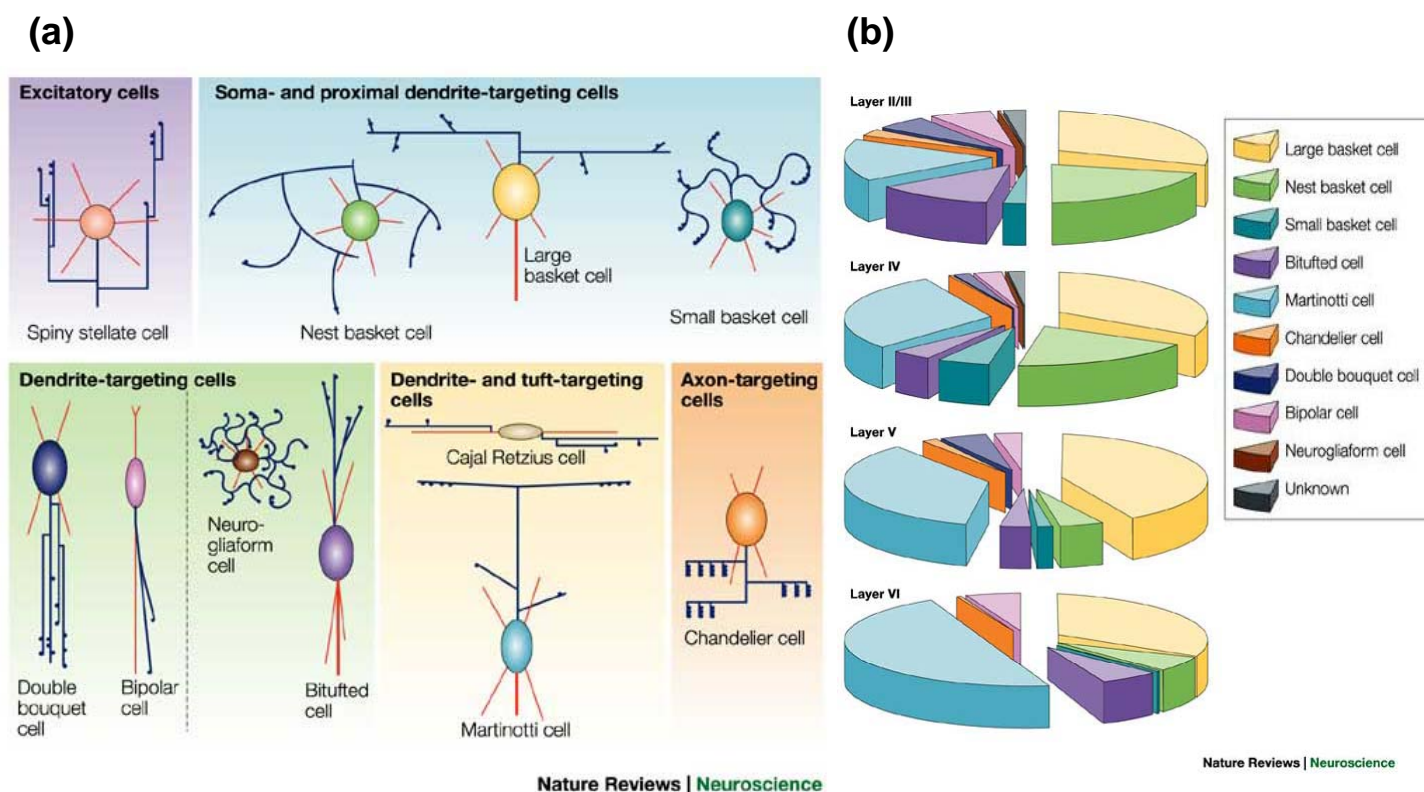 (a)
(b)
Excitatory cells
Spiny stellate cell
Soma- and proximal dendrite-targeting cells
Nest basket cell
Large
basket cell
Small basket cell
Dendrite-targeting cells
Double
bouquet
cell
Bipolar
cell
Neuro-
gliaform
cell
Bitufted
cell
Dendrite- and tuft-targeting
cells
Cajal Retzius cell
Martinotti cell
Axon-targeting
cells
Chandelier cell
Nature Reviews | Neuroscience
Layer II/III
Layer IV
Layer V
Layer VI
Large basket cell
Nest basket cell
Small basket cell
Bitufted cell
Martinotti cell
Chandelier cell
Double bouquet cell
Bipolar cell
Neurogliaform cell
Unknown
Nature Reviews | Neuroscience